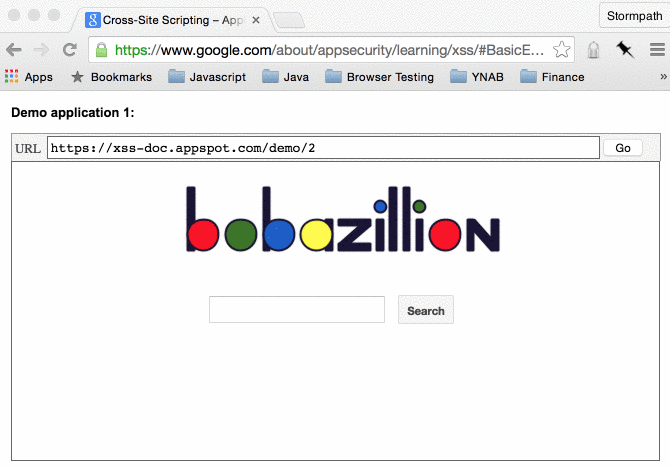 Cross-Site Scripting – Appl
Stormpath
https://www.google.com/about/appsecurity/learning/xss/#BasicE...
Apps
Bookmarks
Javascript
Java
Browser Testing
YNAB
Finance
»
Demo application 1:
URL
https://xss-doc.appspot.com/demo/2
Go
bobazillion
Search